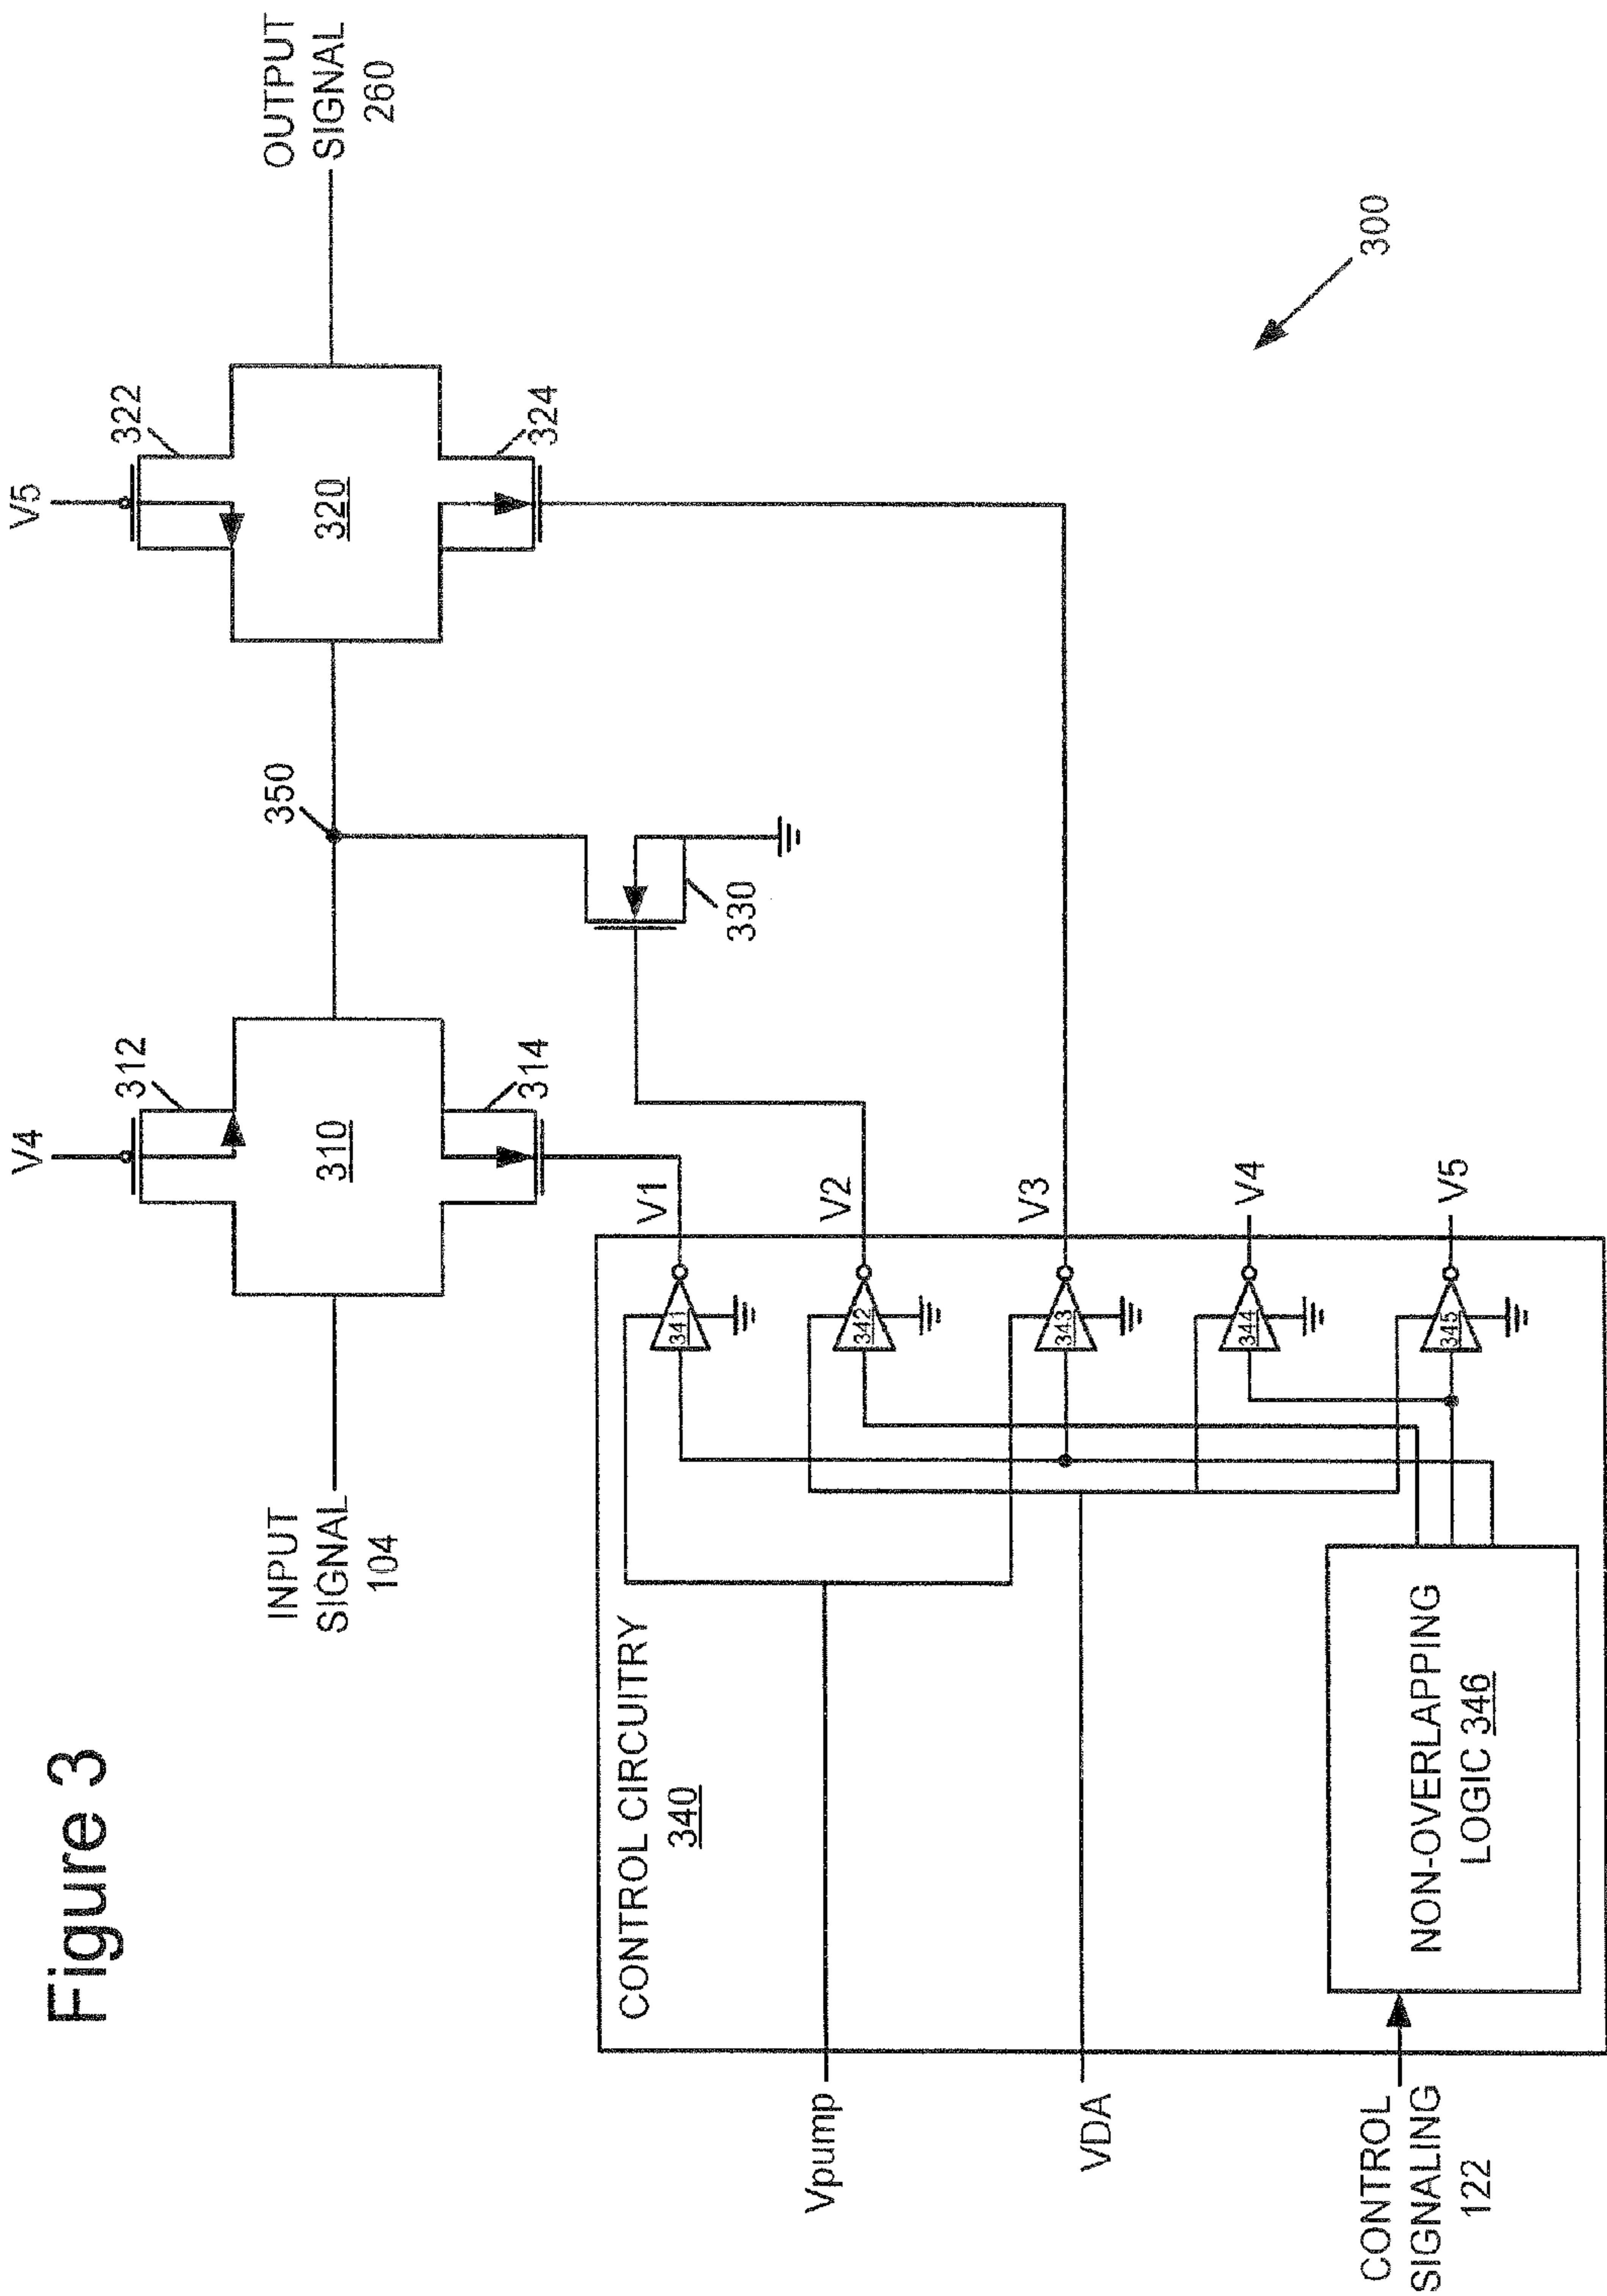 Figure 3
V4
V5
312
322
INPUT
SIGNAL
104
310
350
320
OUTPUT
SIGNAL
260
314
324
330
CONTROL CIRCUITRY
340
V1
341
Vpump
V2
342
VDA
V3
343
V4
344
V5
345
CONTROL
SIGNALING
122
NON-OVERLAPPING
LOGIC 346
300